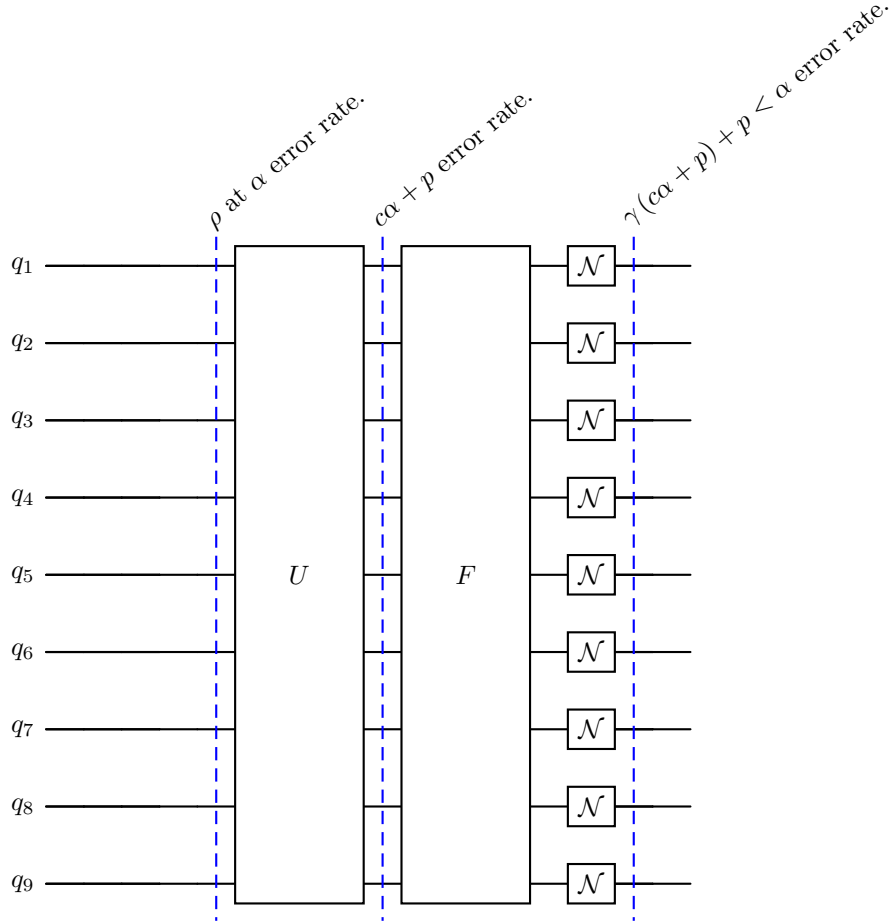 ρ at α error rate.
cα + p error rate.
γ (cα + p) + p < α error rate.
q₁ 𝒩
q₂ 𝒩
q₃ 𝒩
q₄ 𝒩
q₅ U F 𝒩
q₆ 𝒩
q₇ 𝒩
q₈ 𝒩
q₉ 𝒩